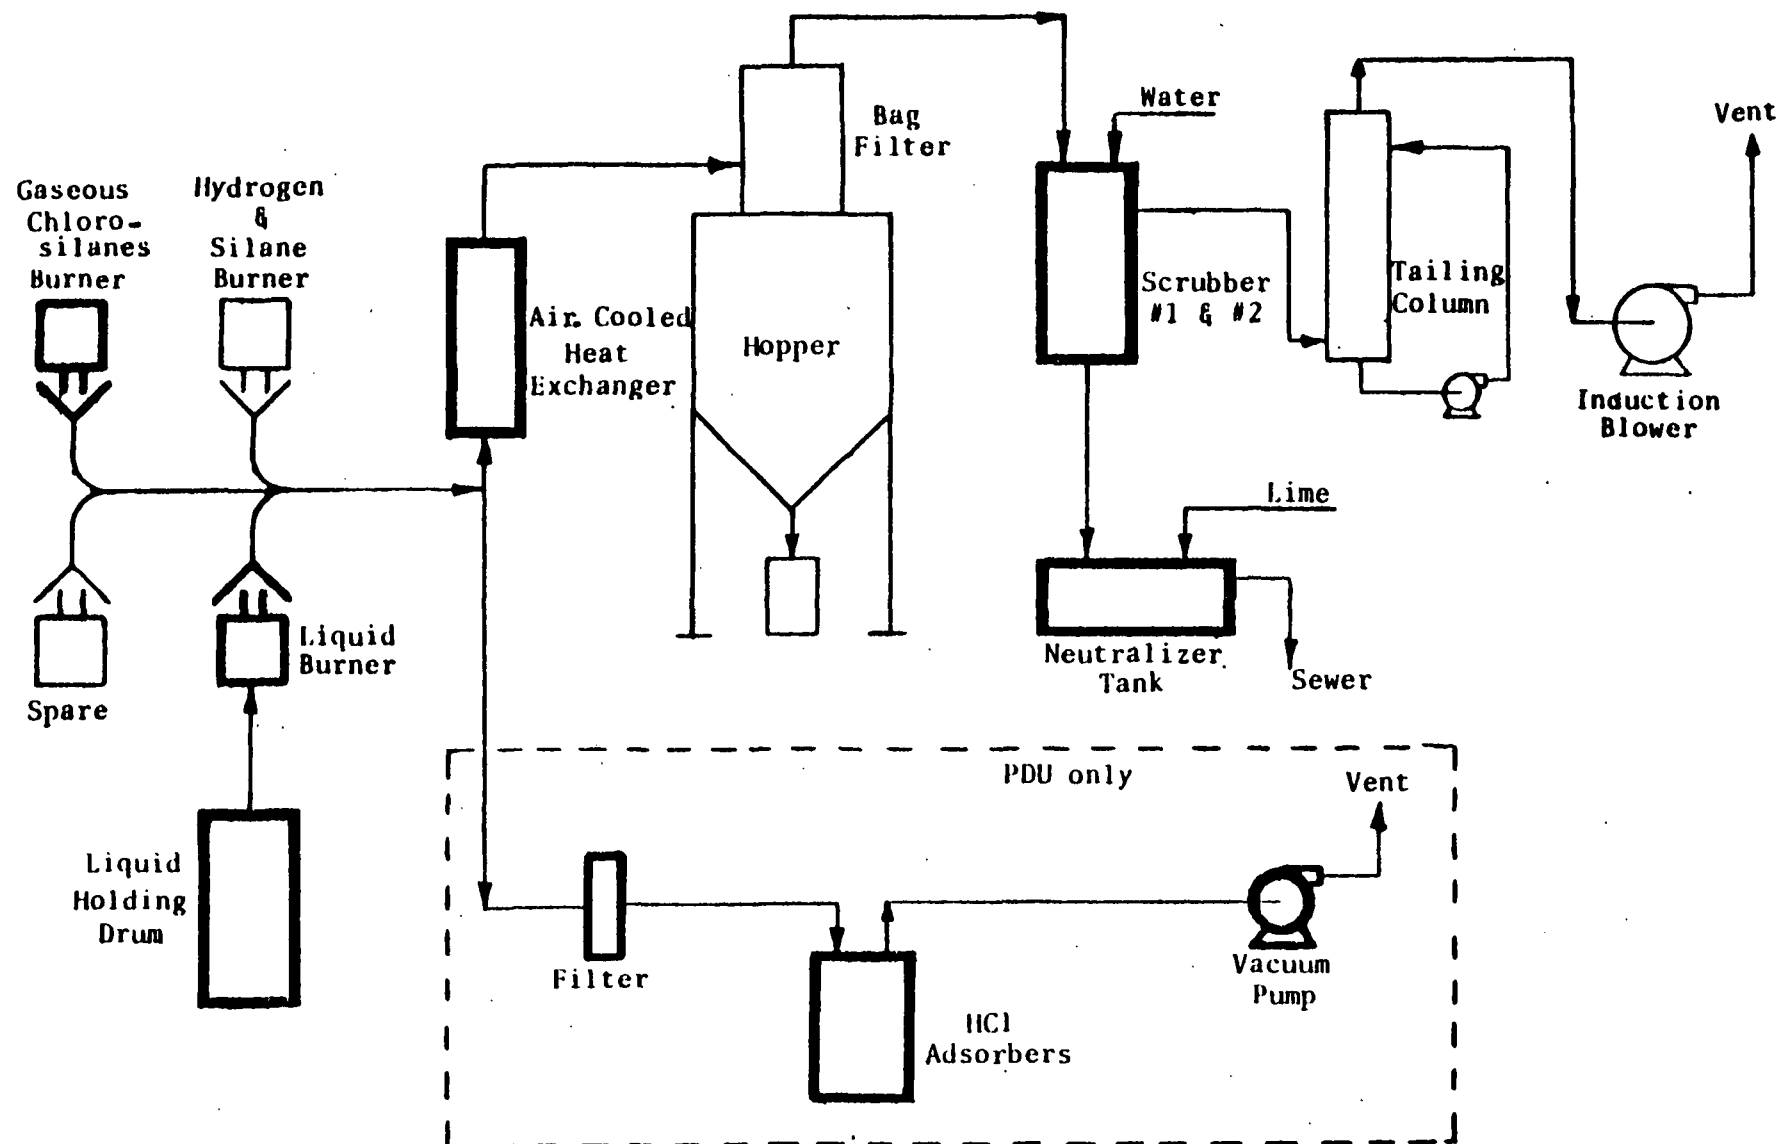 Gaseous
Chloro-
silanes
Burner
Hydrogen
&
Silane
Burner
Bag
Filter
Water
Vent
Air. Cooled
Heat
Exchanger
Hopper
Scrubber
#1 & #2
Tailing
Column
Induction
Blower
Lime
Spare
Liquid
Burner
Neutralizer
Tank
Sewer
PDU only
Vent
Liquid
Holding
Drum
Filter
HCl
Adsorbers
Vacuum
Pump